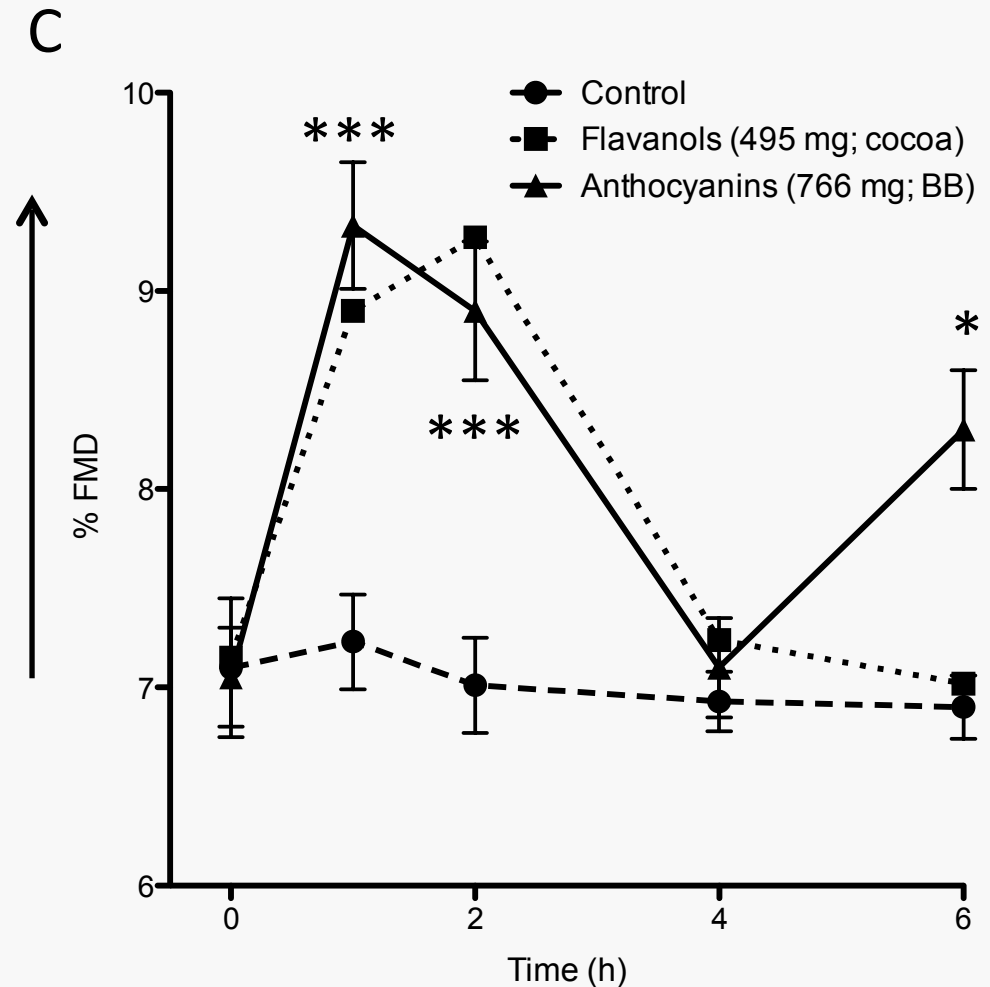 C
10
9
8
7
6
% FMD
Control
Flavanols (495 mg; cocoa)
Anthocyanins (766 mg; BB)
***
***
*
0 2 4 6
Time (h)